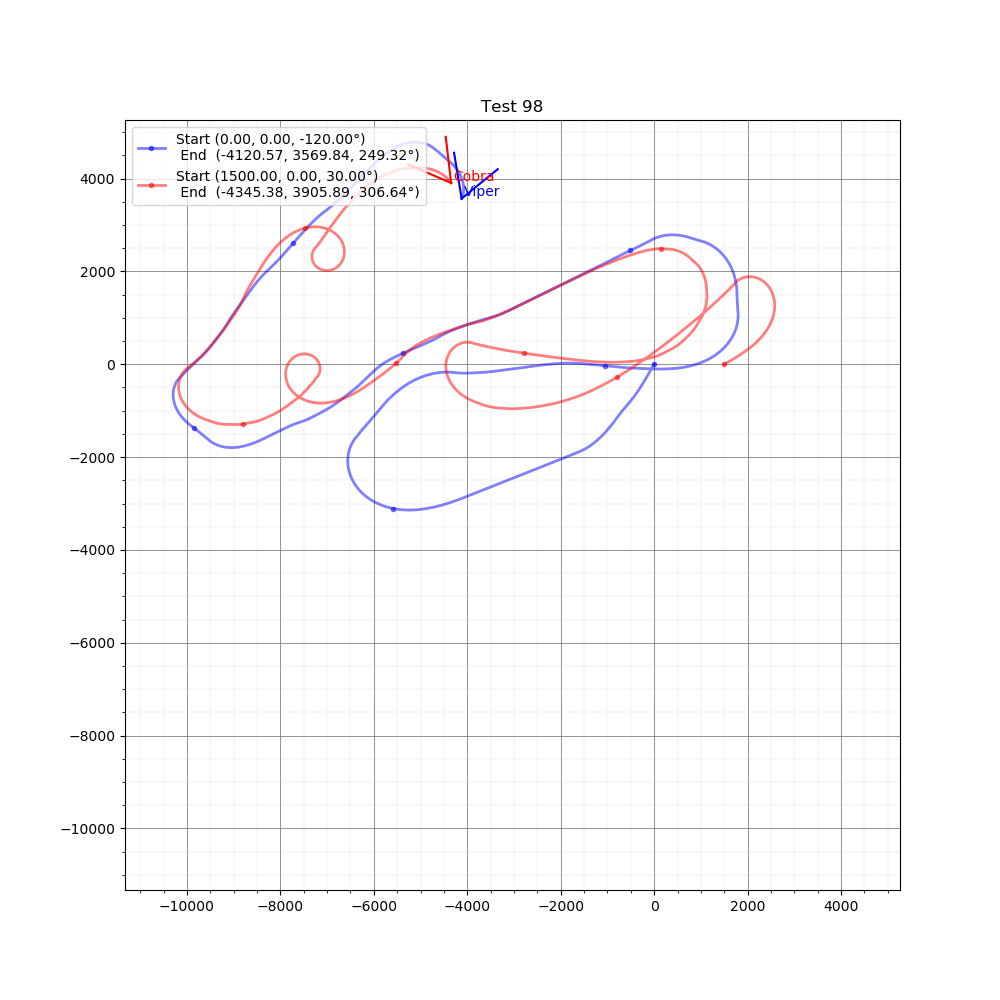 Test 98
Start (0.00, 0.00, -120.00°)
End  (-4120.57, 3569.84, 249.32°)
Start (1500.00, 0.00, 30.00°)
End  (-4345.38, 3905.89, 306.64°)
Cobra
Viper
4000
2000
0
−2000
−4000
−6000
−8000
−10000
−10000 −8000 −6000 −4000 −2000 0 2000 4000